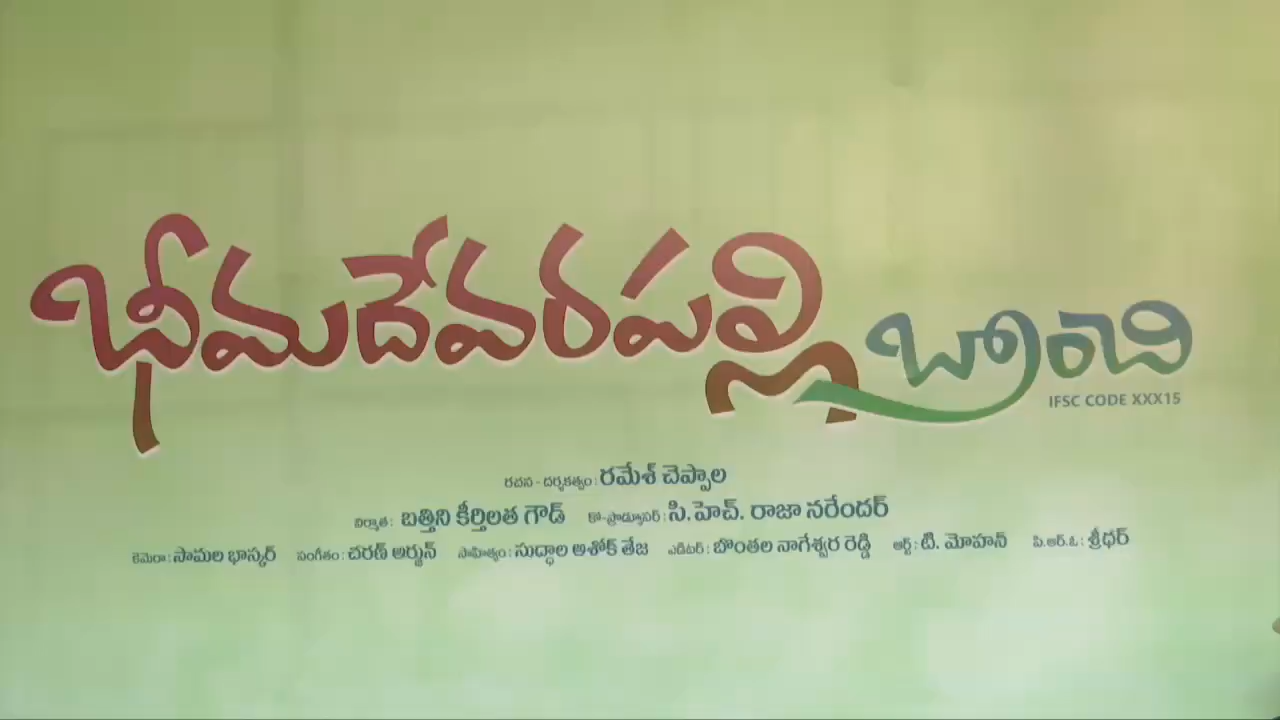 భీమదేవరపల్లి బ్రాంచి
IFSC CODE XXX15
రచన - దర్శకత్వం : రమేశ్ చెప్పాల
నిర్మాత : బత్తిని కీర్తిలత గౌడ్ కో-ప్రొడ్యూసర్ : సి. హెచ్. రాజా నరేందర్
కెమెరా : సామల భాస్కర్ సంగీతం : చరణ్ అర్జున్ సాహిత్యం : సుద్ధాల అశోక్ తేజ ఎడిటర్ : బొంతల నాగేశ్వర రెడ్డి ఆర్ట్ : టి. మోహన్ పి.ఆర్.ఓ : శ్రీధర్